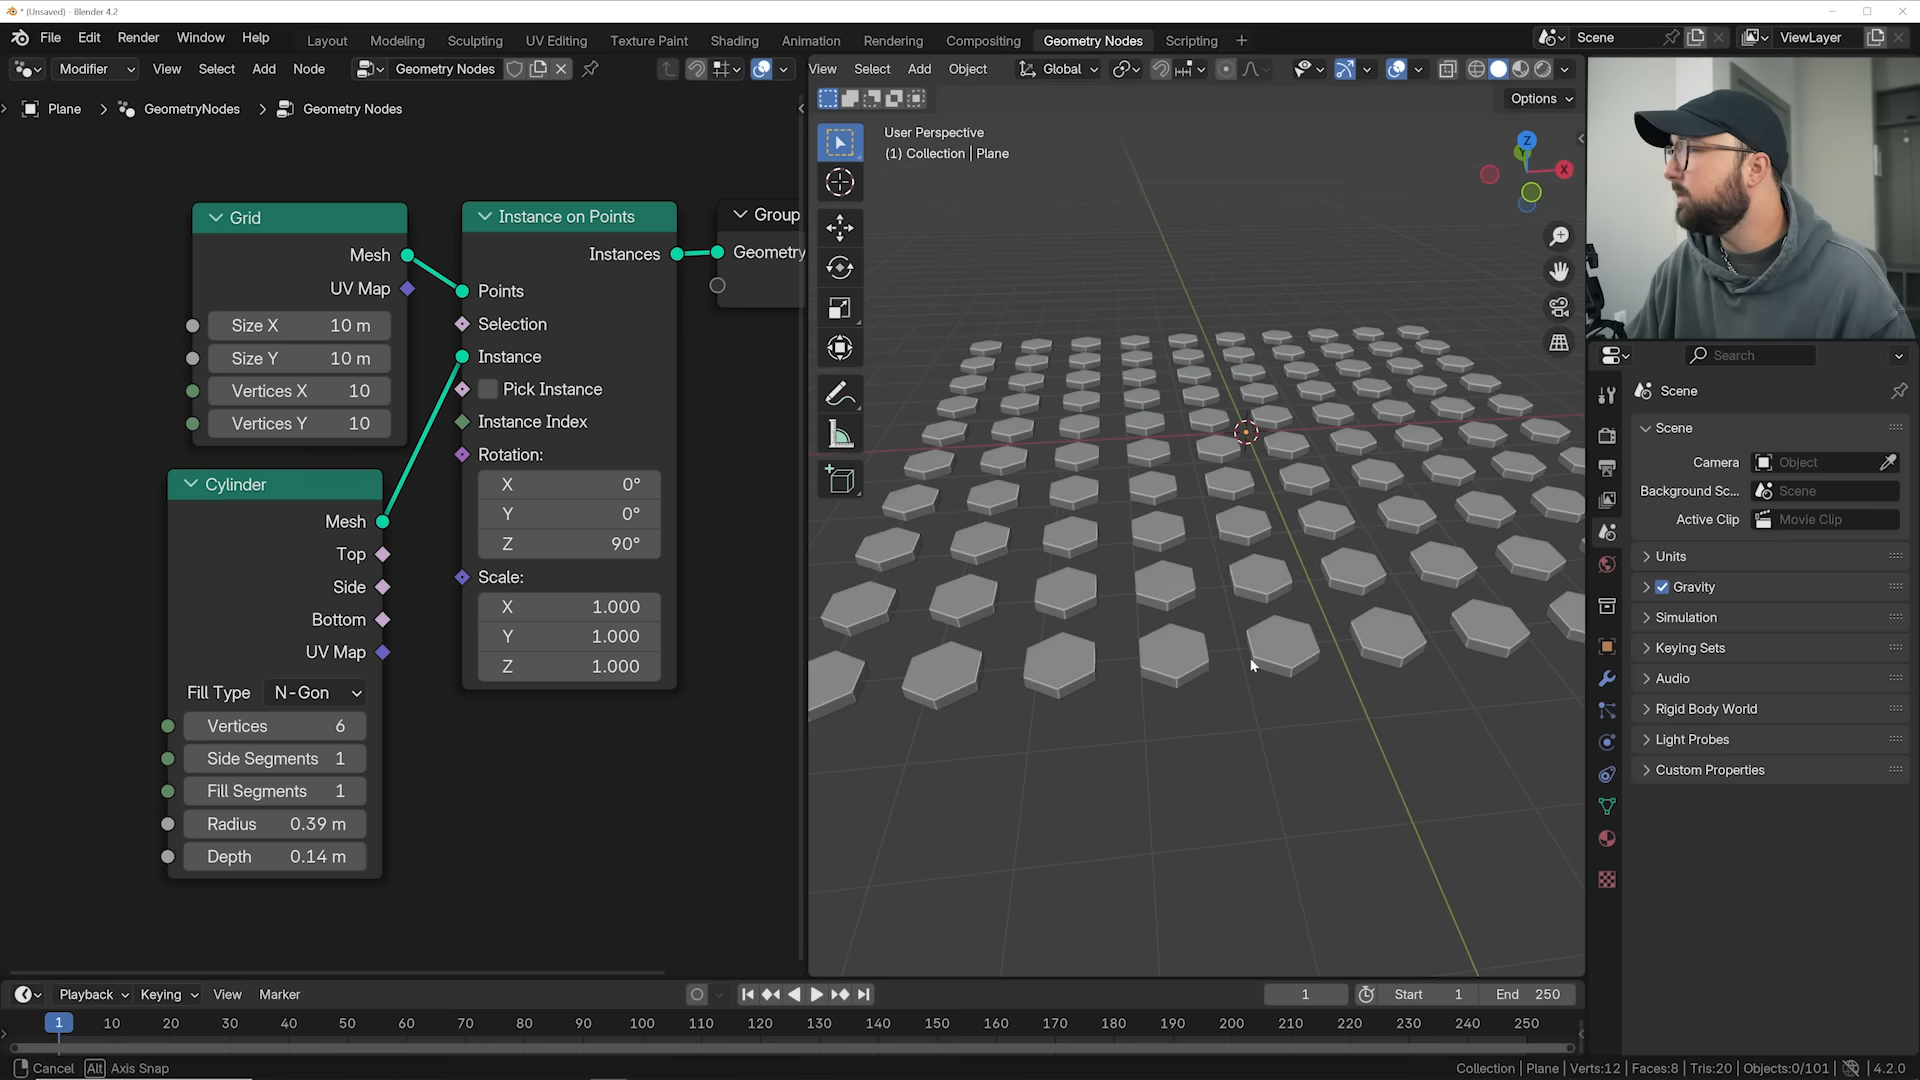 * (Unsaved) - Blender 4.2
File Edit Render Window Help
Layout Modeling Sculpting UV Editing Texture Paint Shading Animation Rendering Compositing Geometry Nodes Scripting +
Scene
ViewLayer
Modifier View Select Add Node Geometry Nodes
View Select Add Object Global
Plane > GeometryNodes > Geometry Nodes
Options
User Perspective
(1) Collection | Plane
Z
Y
X
Grid
Mesh
UV Map
Size X 10 m
Size Y 10 m
Vertices X 10
Vertices Y 10
Cylinder
Mesh
Top
Side
Bottom
UV Map
Fill Type N-Gon
Vertices 6
Side Segments 1
Fill Segments 1
Radius 0.39 m
Depth 0.14 m
Instance on Points
Instances
Points
Selection
Instance
Pick Instance
Instance Index
Rotation:
X 0°
Y 0°
Z 90°
Scale:
X 1.000
Y 1.000
Z 1.000
Group
Geometry
Search
Scene
Scene
Camera Object
Background Sc... Scene
Active Clip Movie Clip
Units
Gravity
Simulation
Keying Sets
Audio
Rigid Body World
Light Probes
Custom Properties
Playback Keying View Marker
1 Start 1 End 250
1 10 20 30 40 50 60 70 80 90 100 110 120 130 140 150 160 170 180 190 200 210 220 230 240 250
Cancel Alt Axis Snap
Collection | Plane | Verts:12 | Faces:8 | Tris:20 | Objects:0/101 | 4.2.0